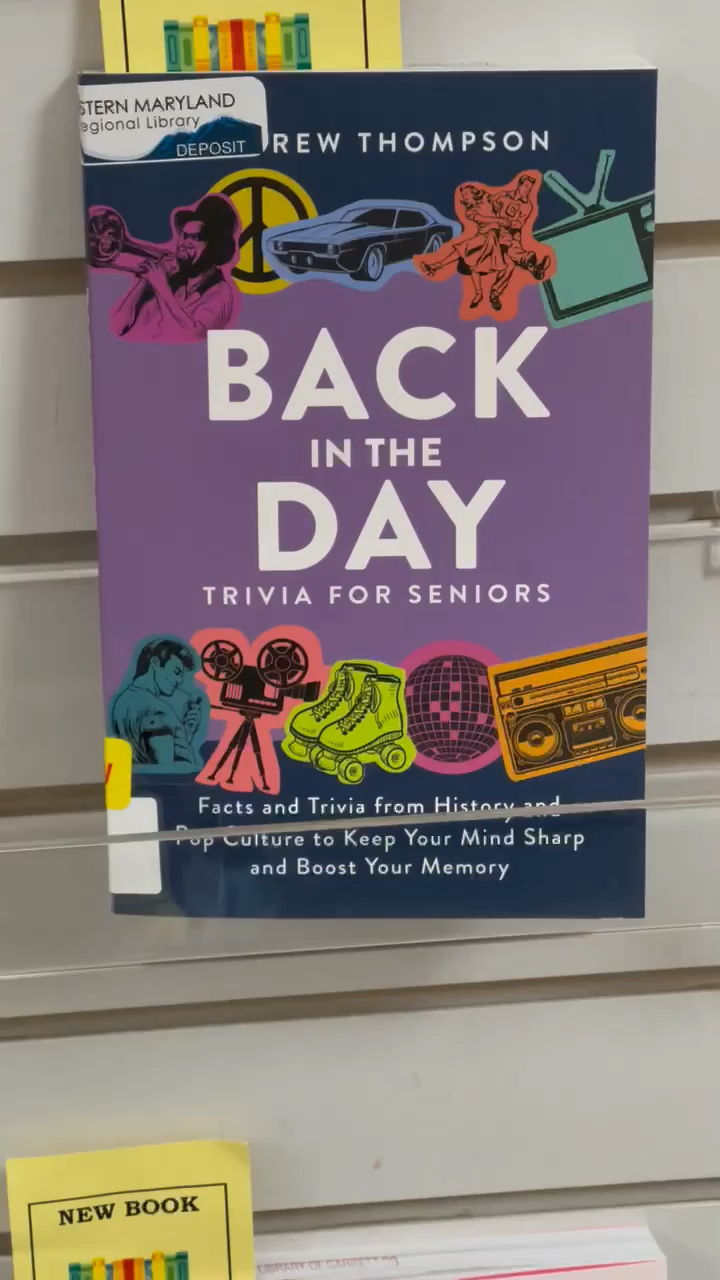 STERN MARYLAND
egional Library
DEPOSIT
REW THOMPSON
BACK
IN THE
DAY
TRIVIA FOR SENIORS
Facts and Trivia from History and
Pop Culture to Keep Your Mind Sharp
and Boost Your Memory
NEW BOOK